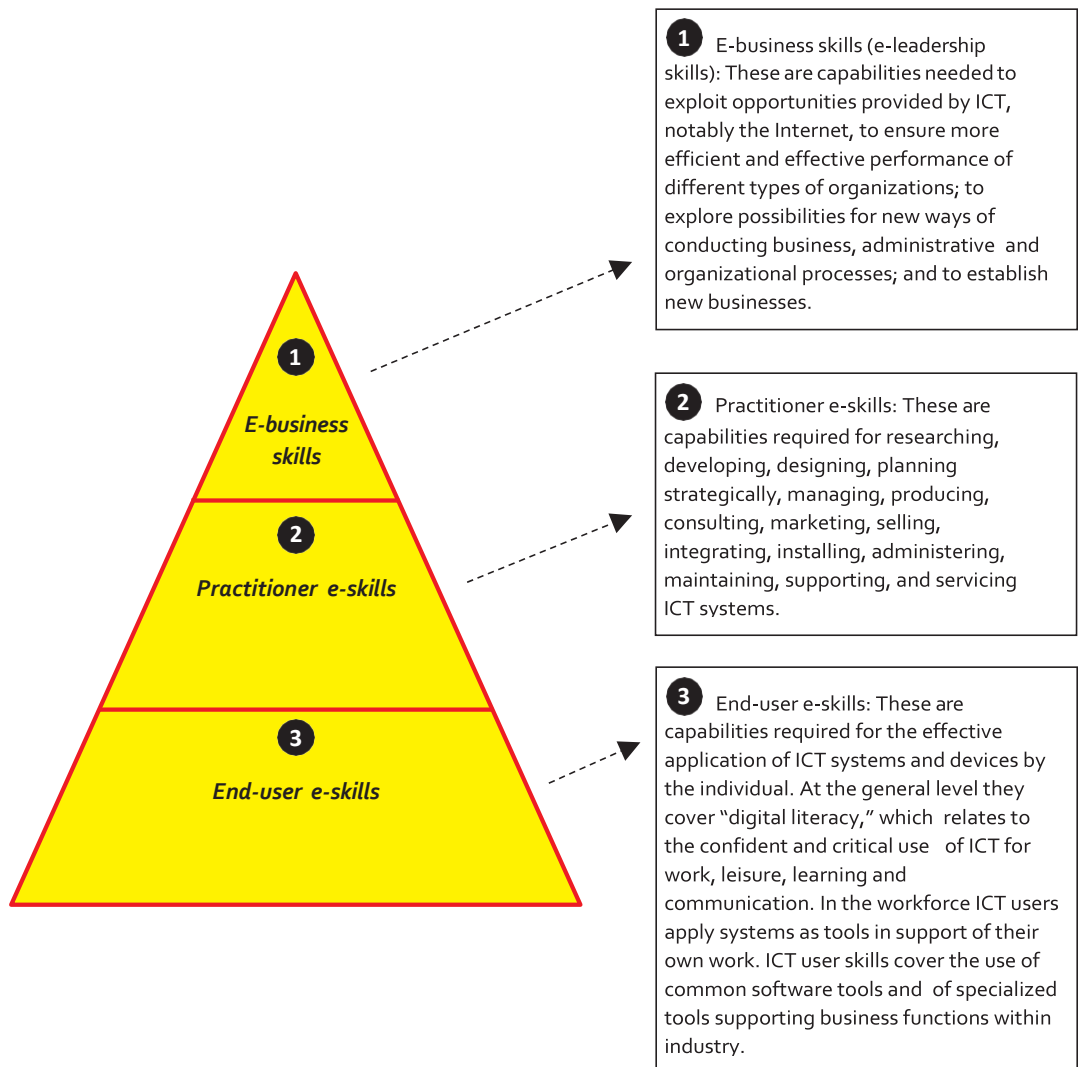 1 E-business skills (e-leadership
skills): These are capabilities needed to
exploit opportunities provided by ICT,
notably the Internet, to ensure more
efficient and effective performance of
different types of organizations; to
explore possibilities for new ways of
conducting business, administrative and
organizational processes; and to establish
new businesses.
1
E-business
skills
2 Practitioner e-skills: These are
capabilities required for researching,
developing, designing, planning
strategically, managing, producing,
consulting, marketing, selling,
integrating, installing, administering,
maintaining, supporting, and servicing
ICT systems.
2
Practitioner e-skills
3 End-user e-skills: These are
capabilities required for the effective
application of ICT systems and devices by
the individual. At the general level they
cover “digital literacy,” which relates to
the confident and critical use of ICT for
work, leisure, learning and
communication. In the workforce ICT users
apply systems as tools in support of their
own work. ICT user skills cover the use of
common software tools and of specialized
tools supporting business functions within
industry.
3
End-user e-skills